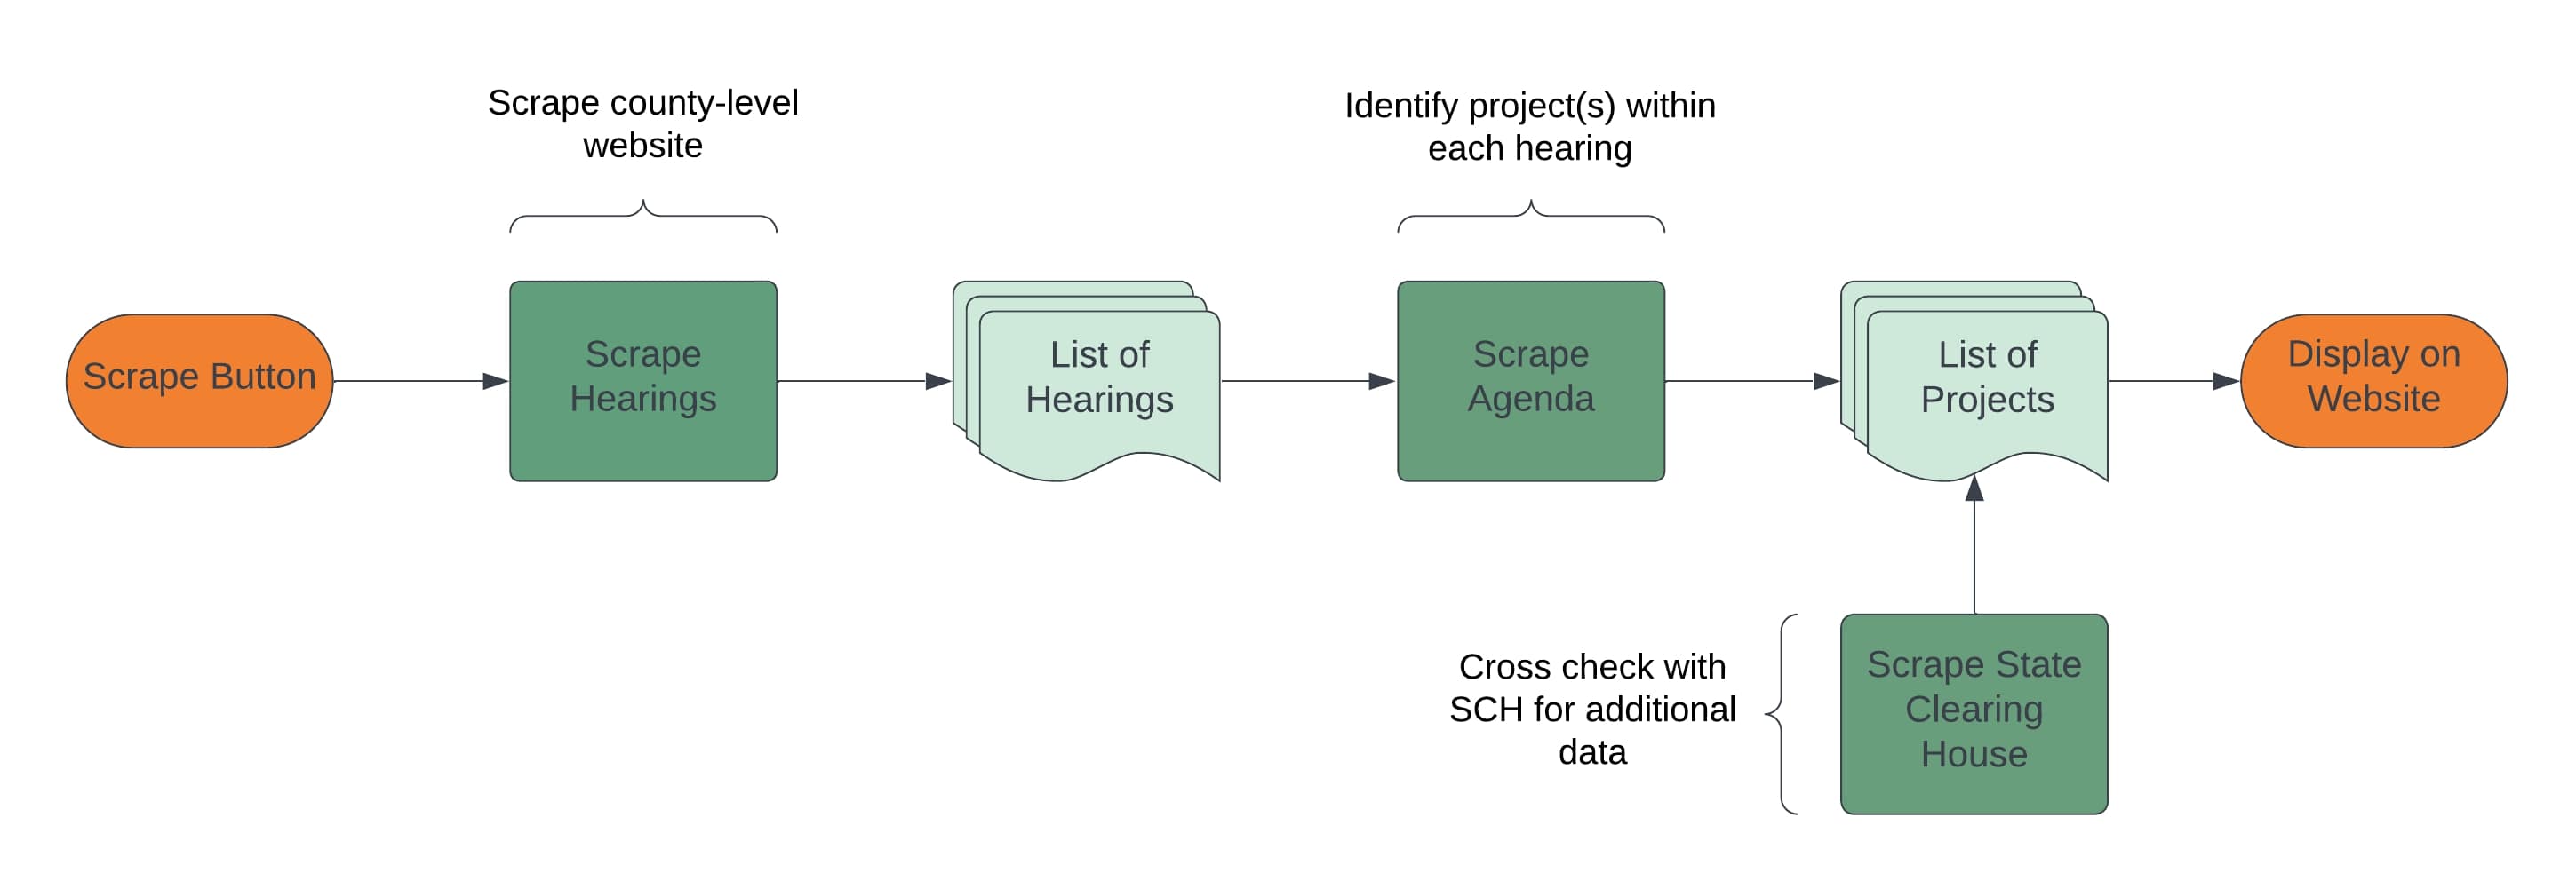 Scrape county-level
website
Identify project(s) within
each hearing
Scrape Button
Scrape
Hearings
List of
Hearings
Scrape
Agenda
List of
Projects
Display on
Website
Cross check with
SCH for additional
data
Scrape State
Clearing
House